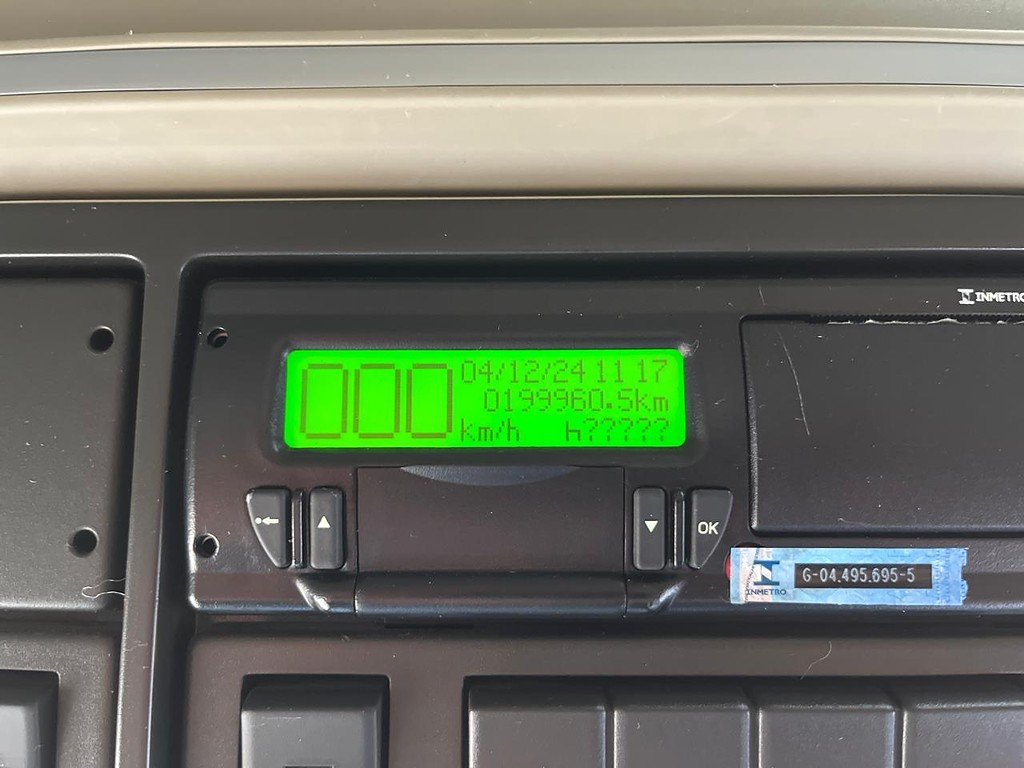 INMETRO
000
04/12/24 11 17
0199960.5km
km/h h?????
OK
INMETRO
G-04.495.695-5